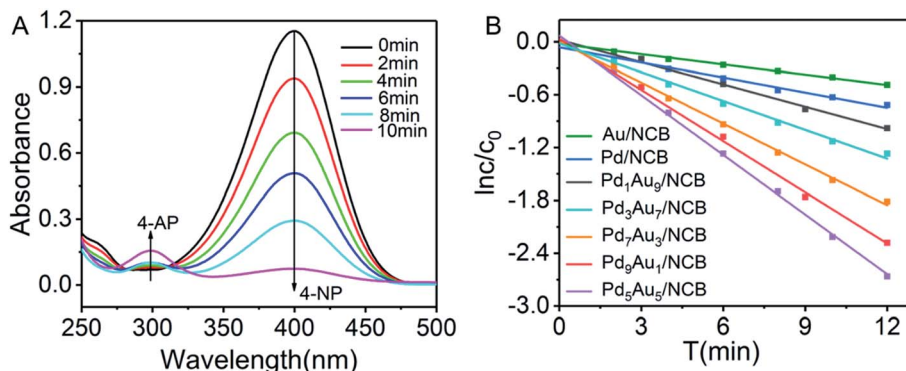 A
1.2
0.9
0.6
0.3
0.0
Absorbance
0min
2min
4min
6min
8min
10min
4-AP
4-NP
250 300 350 400 450 500
Wavelength(nm)
B
0.0
-0.6
-1.2
-1.8
-2.4
-3.0
lnc/c₀
Au/NCB
Pd/NCB
Pd₁Au₉/NCB
Pd₃Au₇/NCB
Pd₇Au₃/NCB
Pd₉Au₁/NCB
Pd₅Au₅/NCB
0 3 6 9 12
T(min)